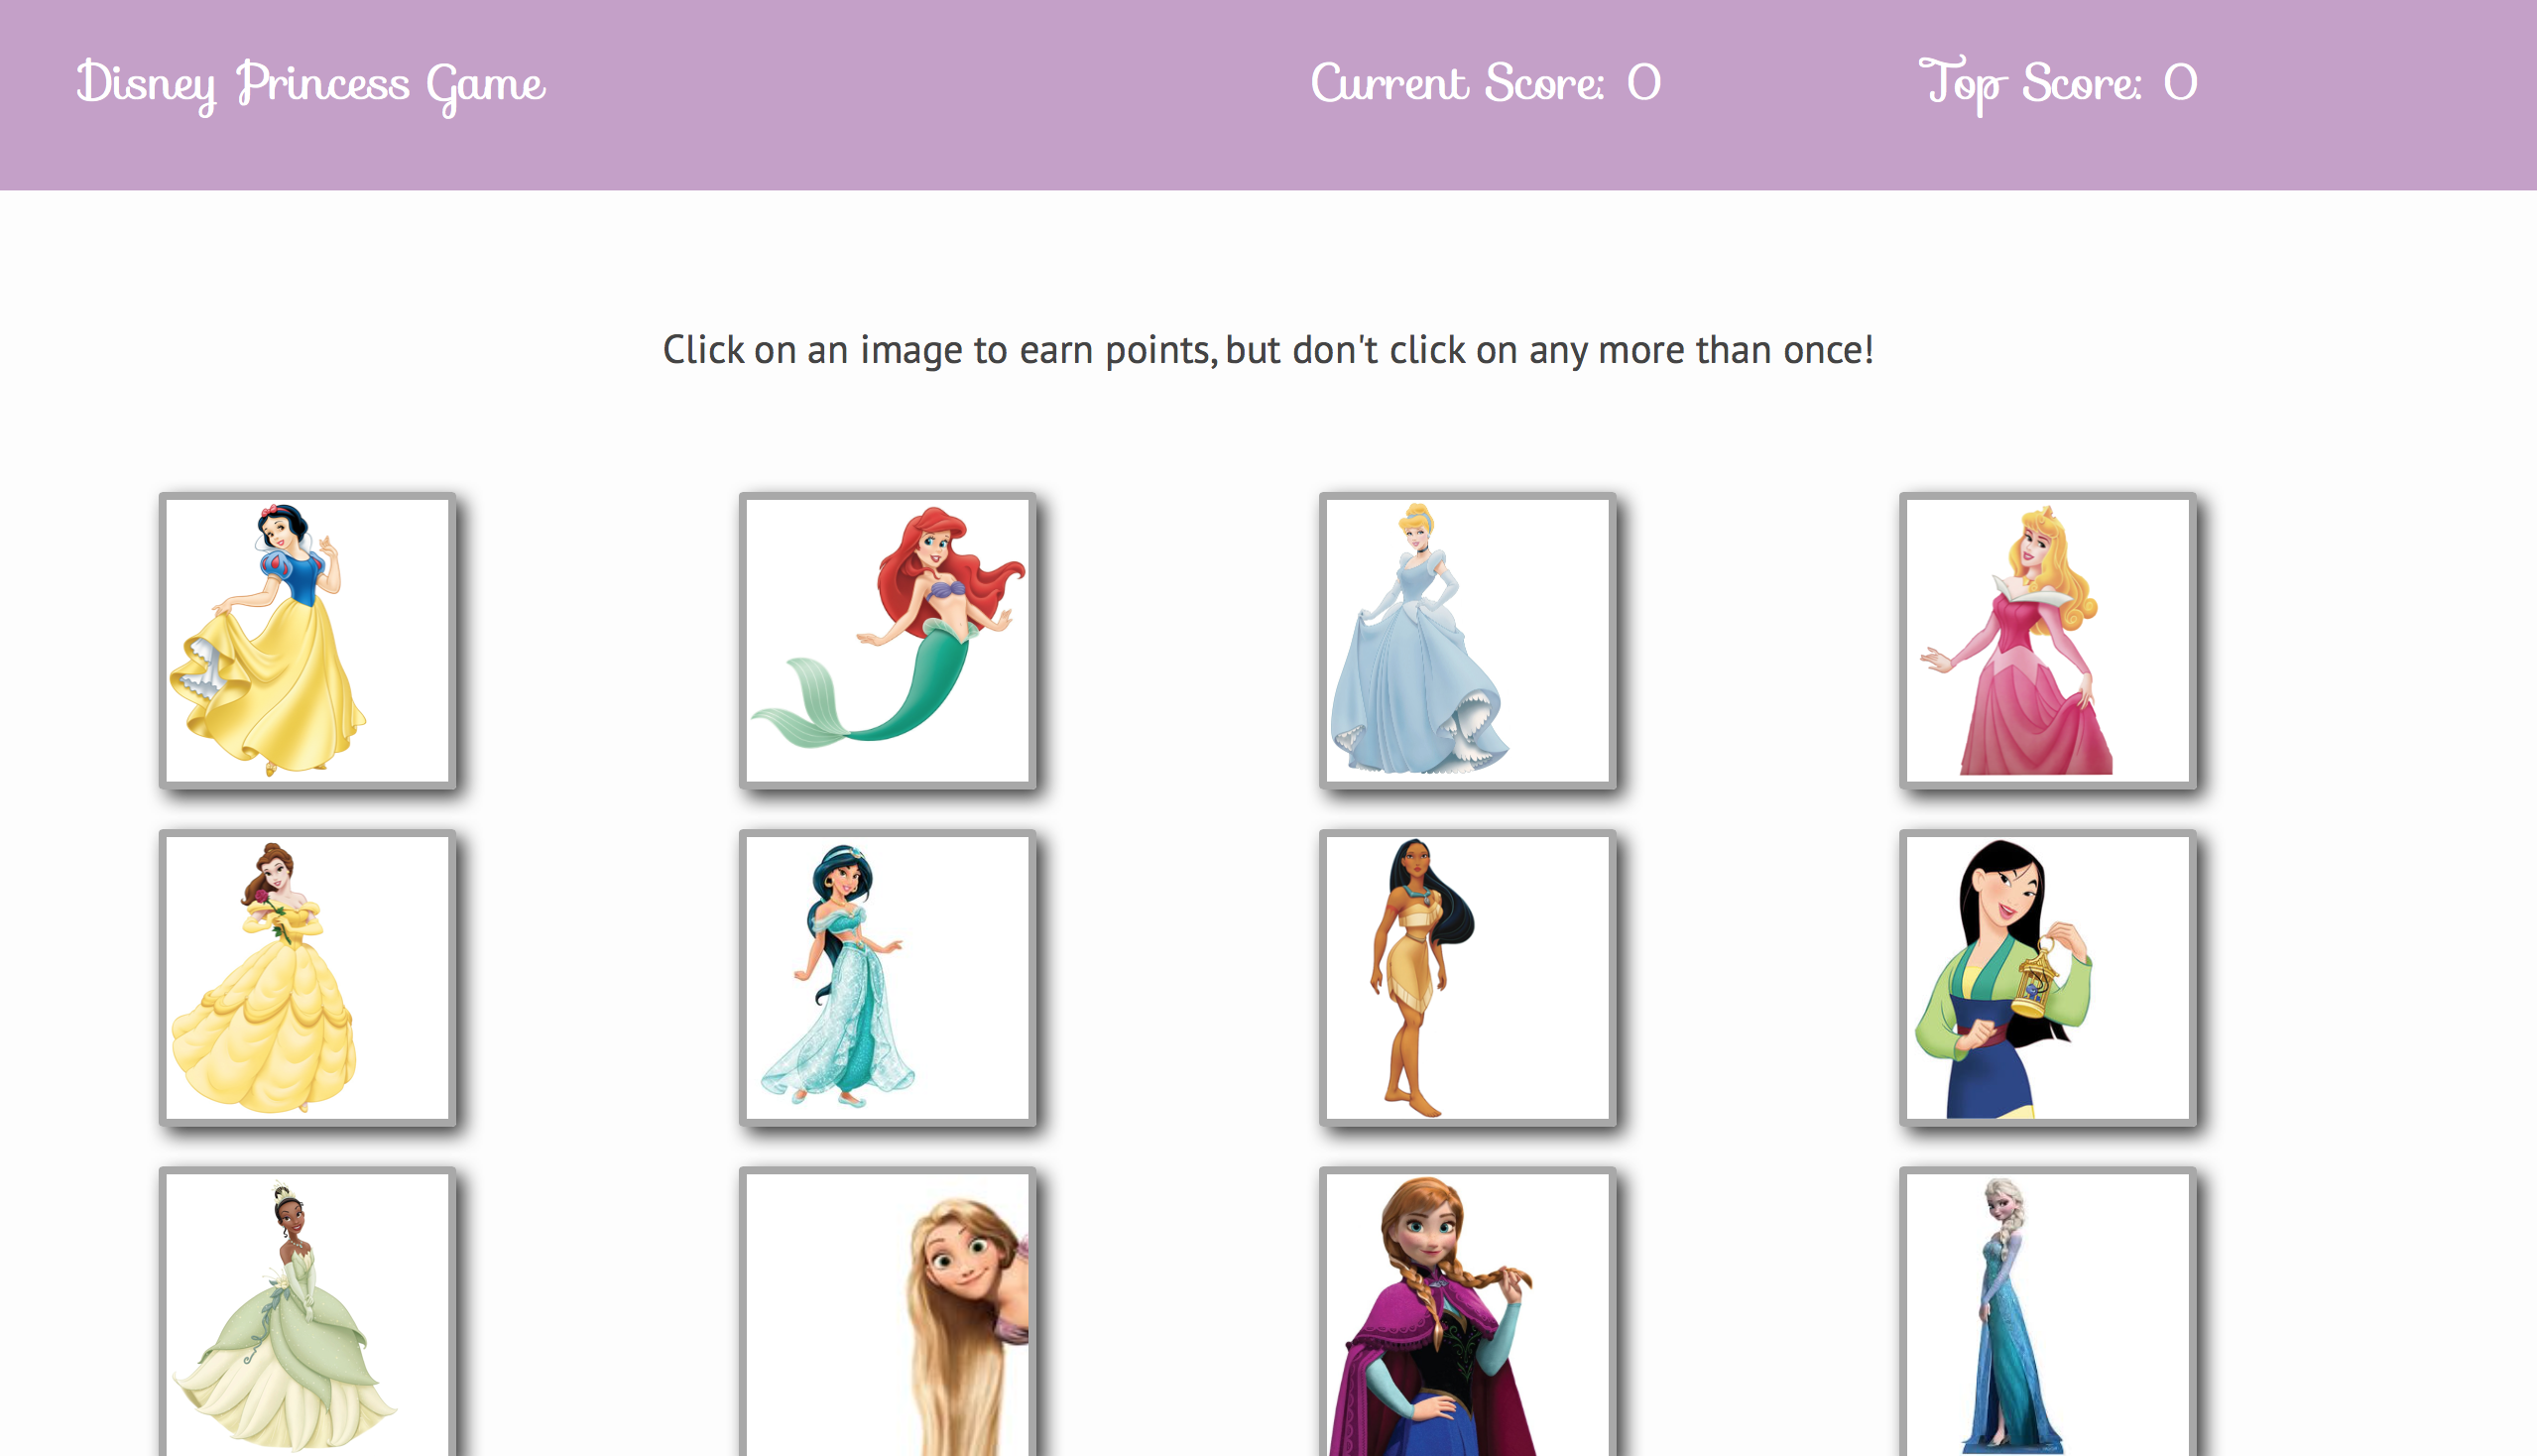 Disney Princess Game
Current Score: 0
Top Score: 0
Click on an image to earn points, but don't click on any more than once!